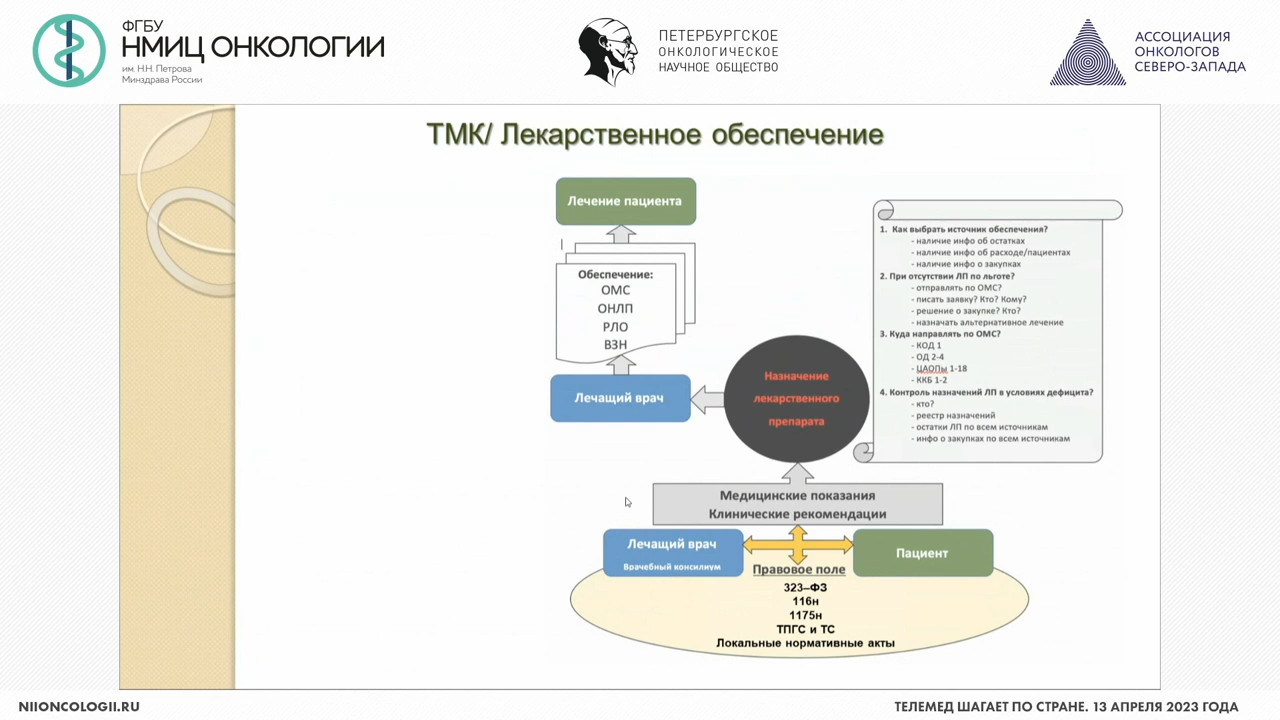 ФГБУ
НМИЦ ОНКОЛОГИИ
им. Н.Н. Петрова
Минздрава России
ПЕТЕРБУРГСКОЕ
ОНКОЛОГИЧЕСКОЕ
НАУЧНОЕ ОБЩЕСТВО
АССОЦИАЦИЯ
ОНКОЛОГОВ
СЕВЕРО-ЗАПАДА
ТМК/ Лекарственное обеспечение
Лечение пациента
Обеспечение:
ОМС
ОНЛП
РЛО
ВЗН
Лечащий врач
Назначение
лекарственного
препарата
1. Как выбрать источник обеспечения?
- наличие инфо об остатках
- наличие инфо об расходе/пациентах
- наличие инфо о закупках
2. При отсутствии ЛП по льготе?
- отправлять по ОМС?
- писать заявку? Кто? Кому?
- решение о закупке? Кто?
- назначать альтернативное лечение
3. Куда направлять по ОМС?
- КОД 1
- ОД 2-4
- ЦАОПы 1-18
- ККБ 1-2
4. Контроль назначений ЛП в условиях дефицита?
- кто?
- реестр назначений
- остатки ЛП по всем источникам
- инфо о закупках по всем источникам
Медицинские показания
Клинические рекомендации
Лечащий врач
Врачебный консилиум
Пациент
Правовое поле
323–ФЗ
116н
1175н
ТПГС и ТС
Локальные нормативные акты
NIIONCOLOGII.RU
ТЕЛЕМЕД ШАГАЕТ ПО СТРАНЕ. 13 АПРЕЛЯ 2023 ГОДА